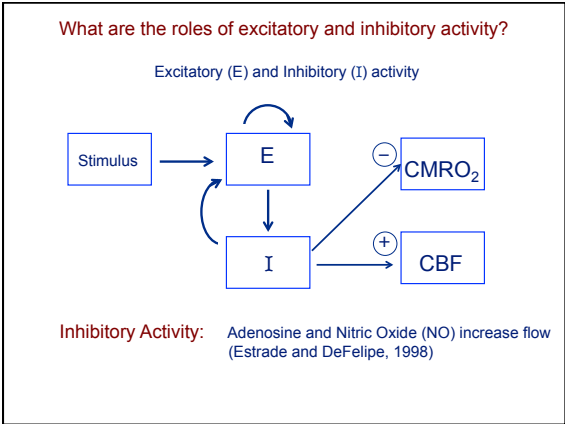 What are the roles of excitatory and inhibitory activity?
Excitatory (E) and Inhibitory (I) activity
Stimulus
E
−
CMRO₂
I
+
CBF
Inhibitory Activity: Adenosine and Nitric Oxide (NO) increase flow
(Estrade and DeFelipe, 1998)